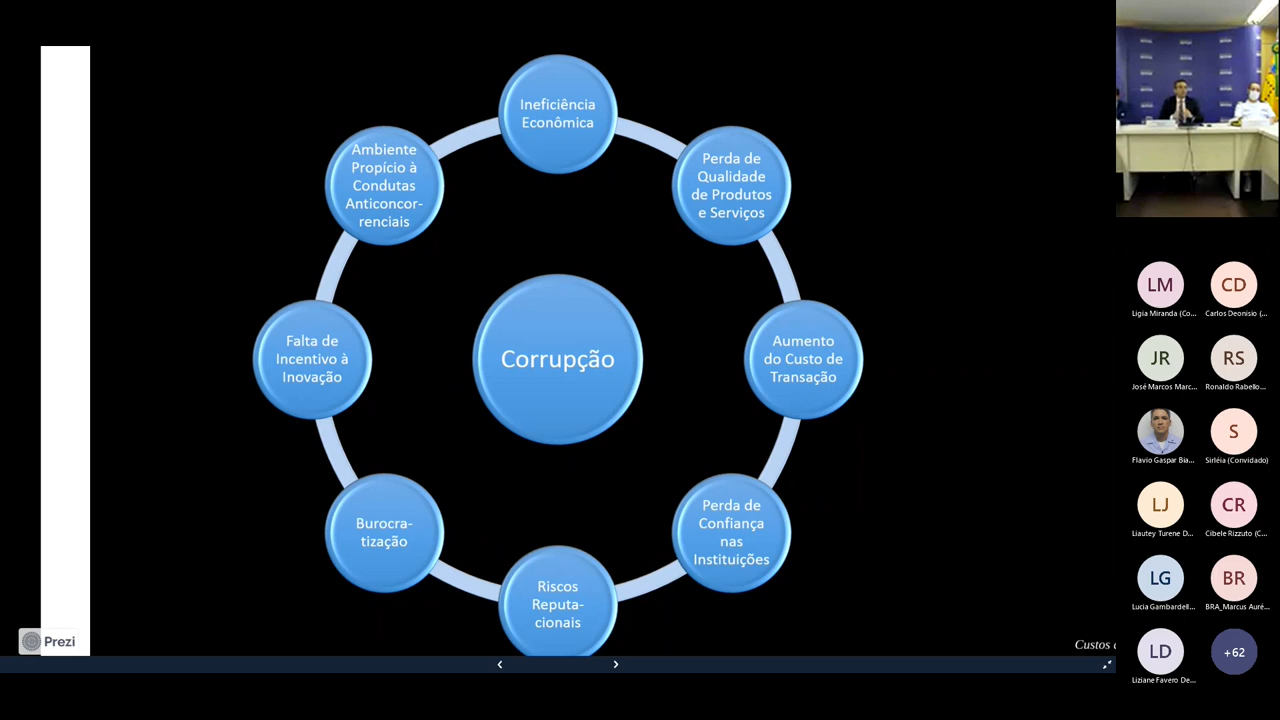 Ineficiência
Econômica
Ambiente
Propício à
Condutas
Anticoncor-
renciais
Perda de
Qualidade
de Produtos
e Serviços
Falta de
Incentivo à
Inovação
Corrupção
Aumento
do Custo de
Transação
Burocra-
tização
Perda de
Confiança
nas
Instituições
Riscos
Reputa-
cionais
Prezi
Custos
LM
Ligia Miranda (Co...
CD
Carlos Deonisio (...
JR
José Marcos Marc...
RS
Ronaldo Rabello...
Flavio Gaspar Bia...
S
Sirléia (Convidado)
LJ
Liautey Turene D...
CR
Cibele Rizzuto (C...
LG
Lucia Gambardell...
BR
BRA_Marcus Auré...
LD
Liziane Favero De...
+62